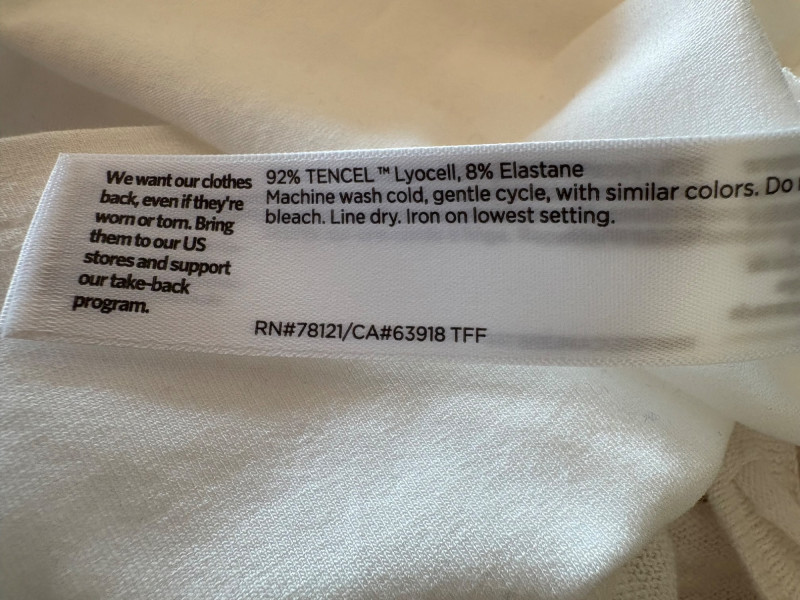 We want our clothes
back, even if they're
worn or torn. Bring
them to our US
stores and support
our take-back
program.
92% TENCEL™ Lyocell, 8% Elastane
Machine wash cold, gentle cycle, with similar colors. Do
bleach. Line dry. Iron on lowest setting.
RN#78121/CA#63918 TFF